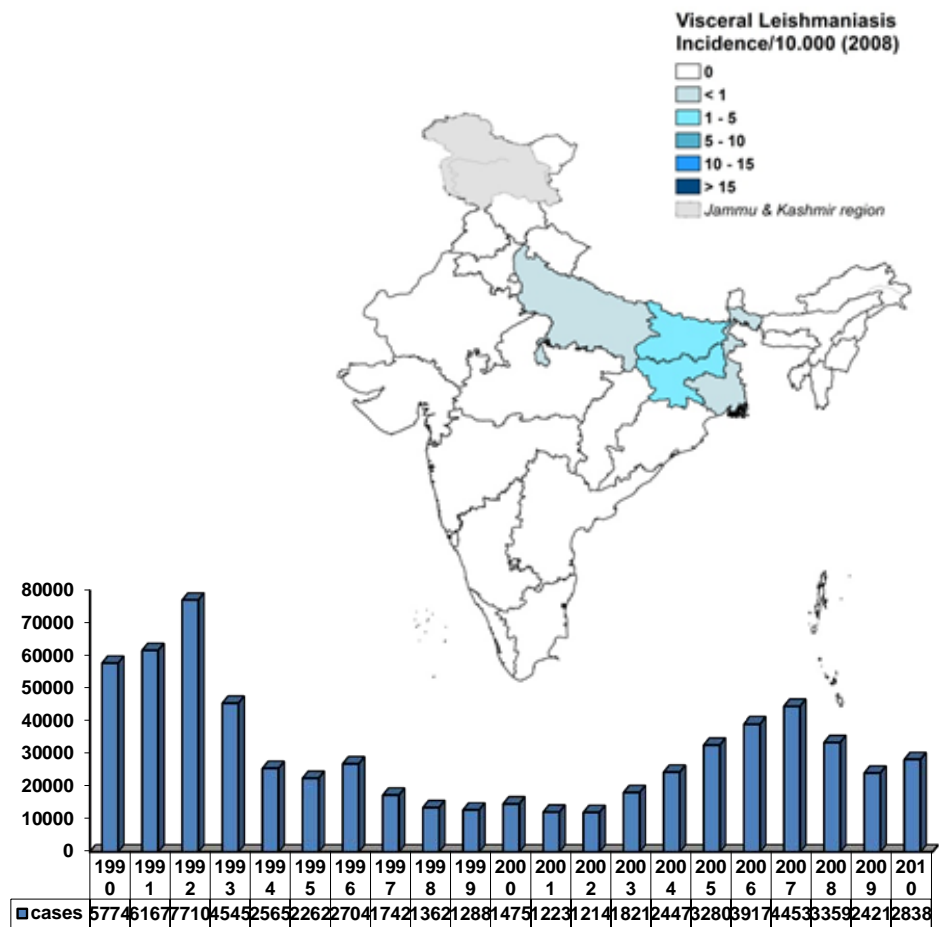 Visceral Leishmaniasis
Incidence/10.000 (2008)
0
< 1
1 - 5
5 - 10
10 - 15
> 15
Jammu & Kashmir region
80000
70000
60000
50000
40000
30000
20000
10000
0
199 199 199 199 199 199 199 199 199 199 200 200 200 200 200 200 200 200 200 200 201
0 1 2 3 4 5 6 7 8 9 0 1 2 3 4 5 6 7 8 9 0
cases 5774 6167 7710 4545 2565 2262 2704 1742 1362 1288 1475 1223 1214 1821 2447 3280 3917 4453 3359 2421 2838